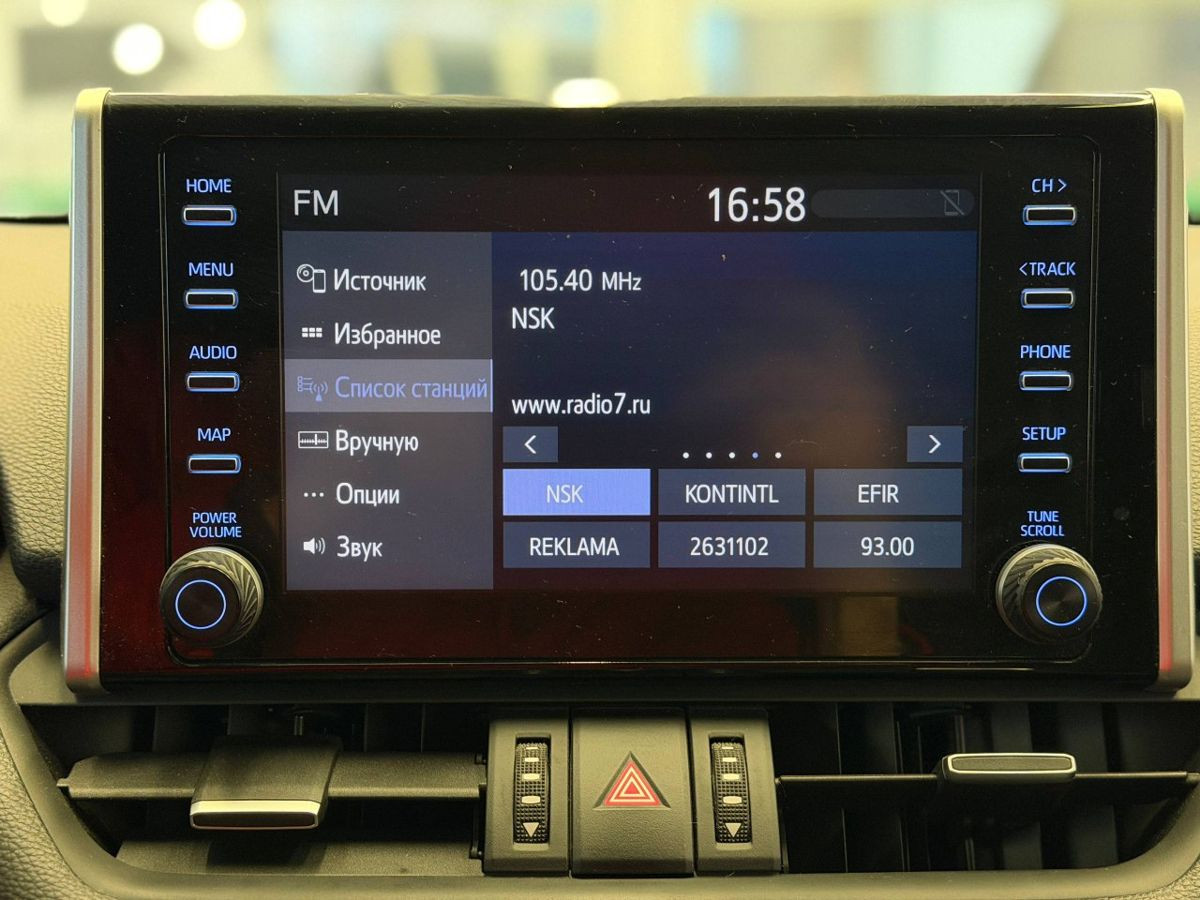 HOME
MENU
AUDIO
MAP
POWER
VOLUME
FM
16:58
Источник
Избранное
Список станций
Вручную
Опции
Звук
105.40 MHz
NSK
www.radio7.ru
<
>
NSK
KONTINTL
EFIR
REKLAMA
2631102
93.00
CH >
< TRACK
PHONE
SETUP
TUNE
SCROLL